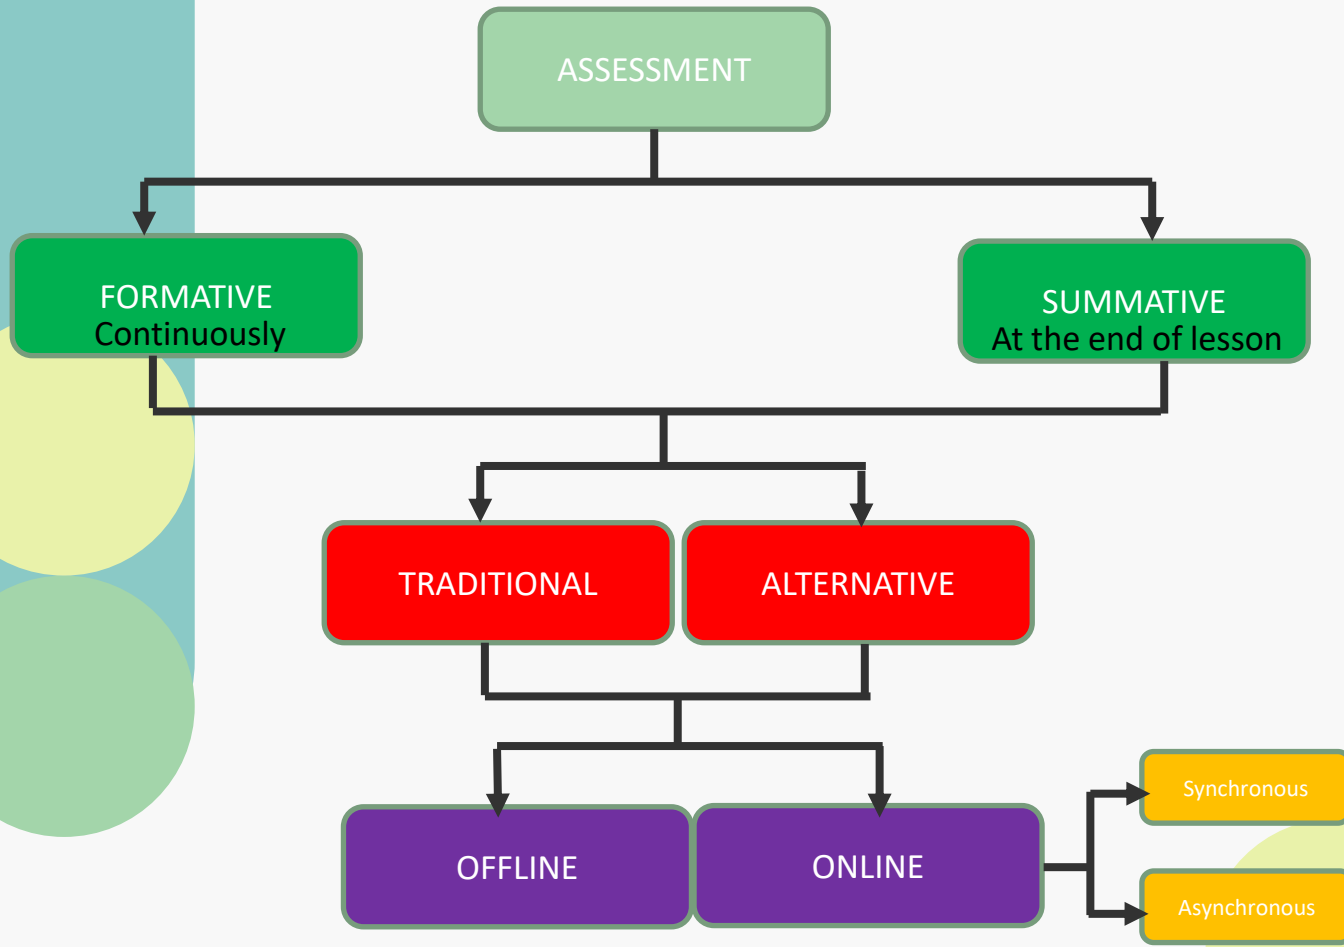 ASSESSMENT
FORMATIVE
Continuously
SUMMATIVE
At the end of lesson
TRADITIONAL
ALTERNATIVE
OFFLINE
ONLINE
Synchronous
Asynchronous